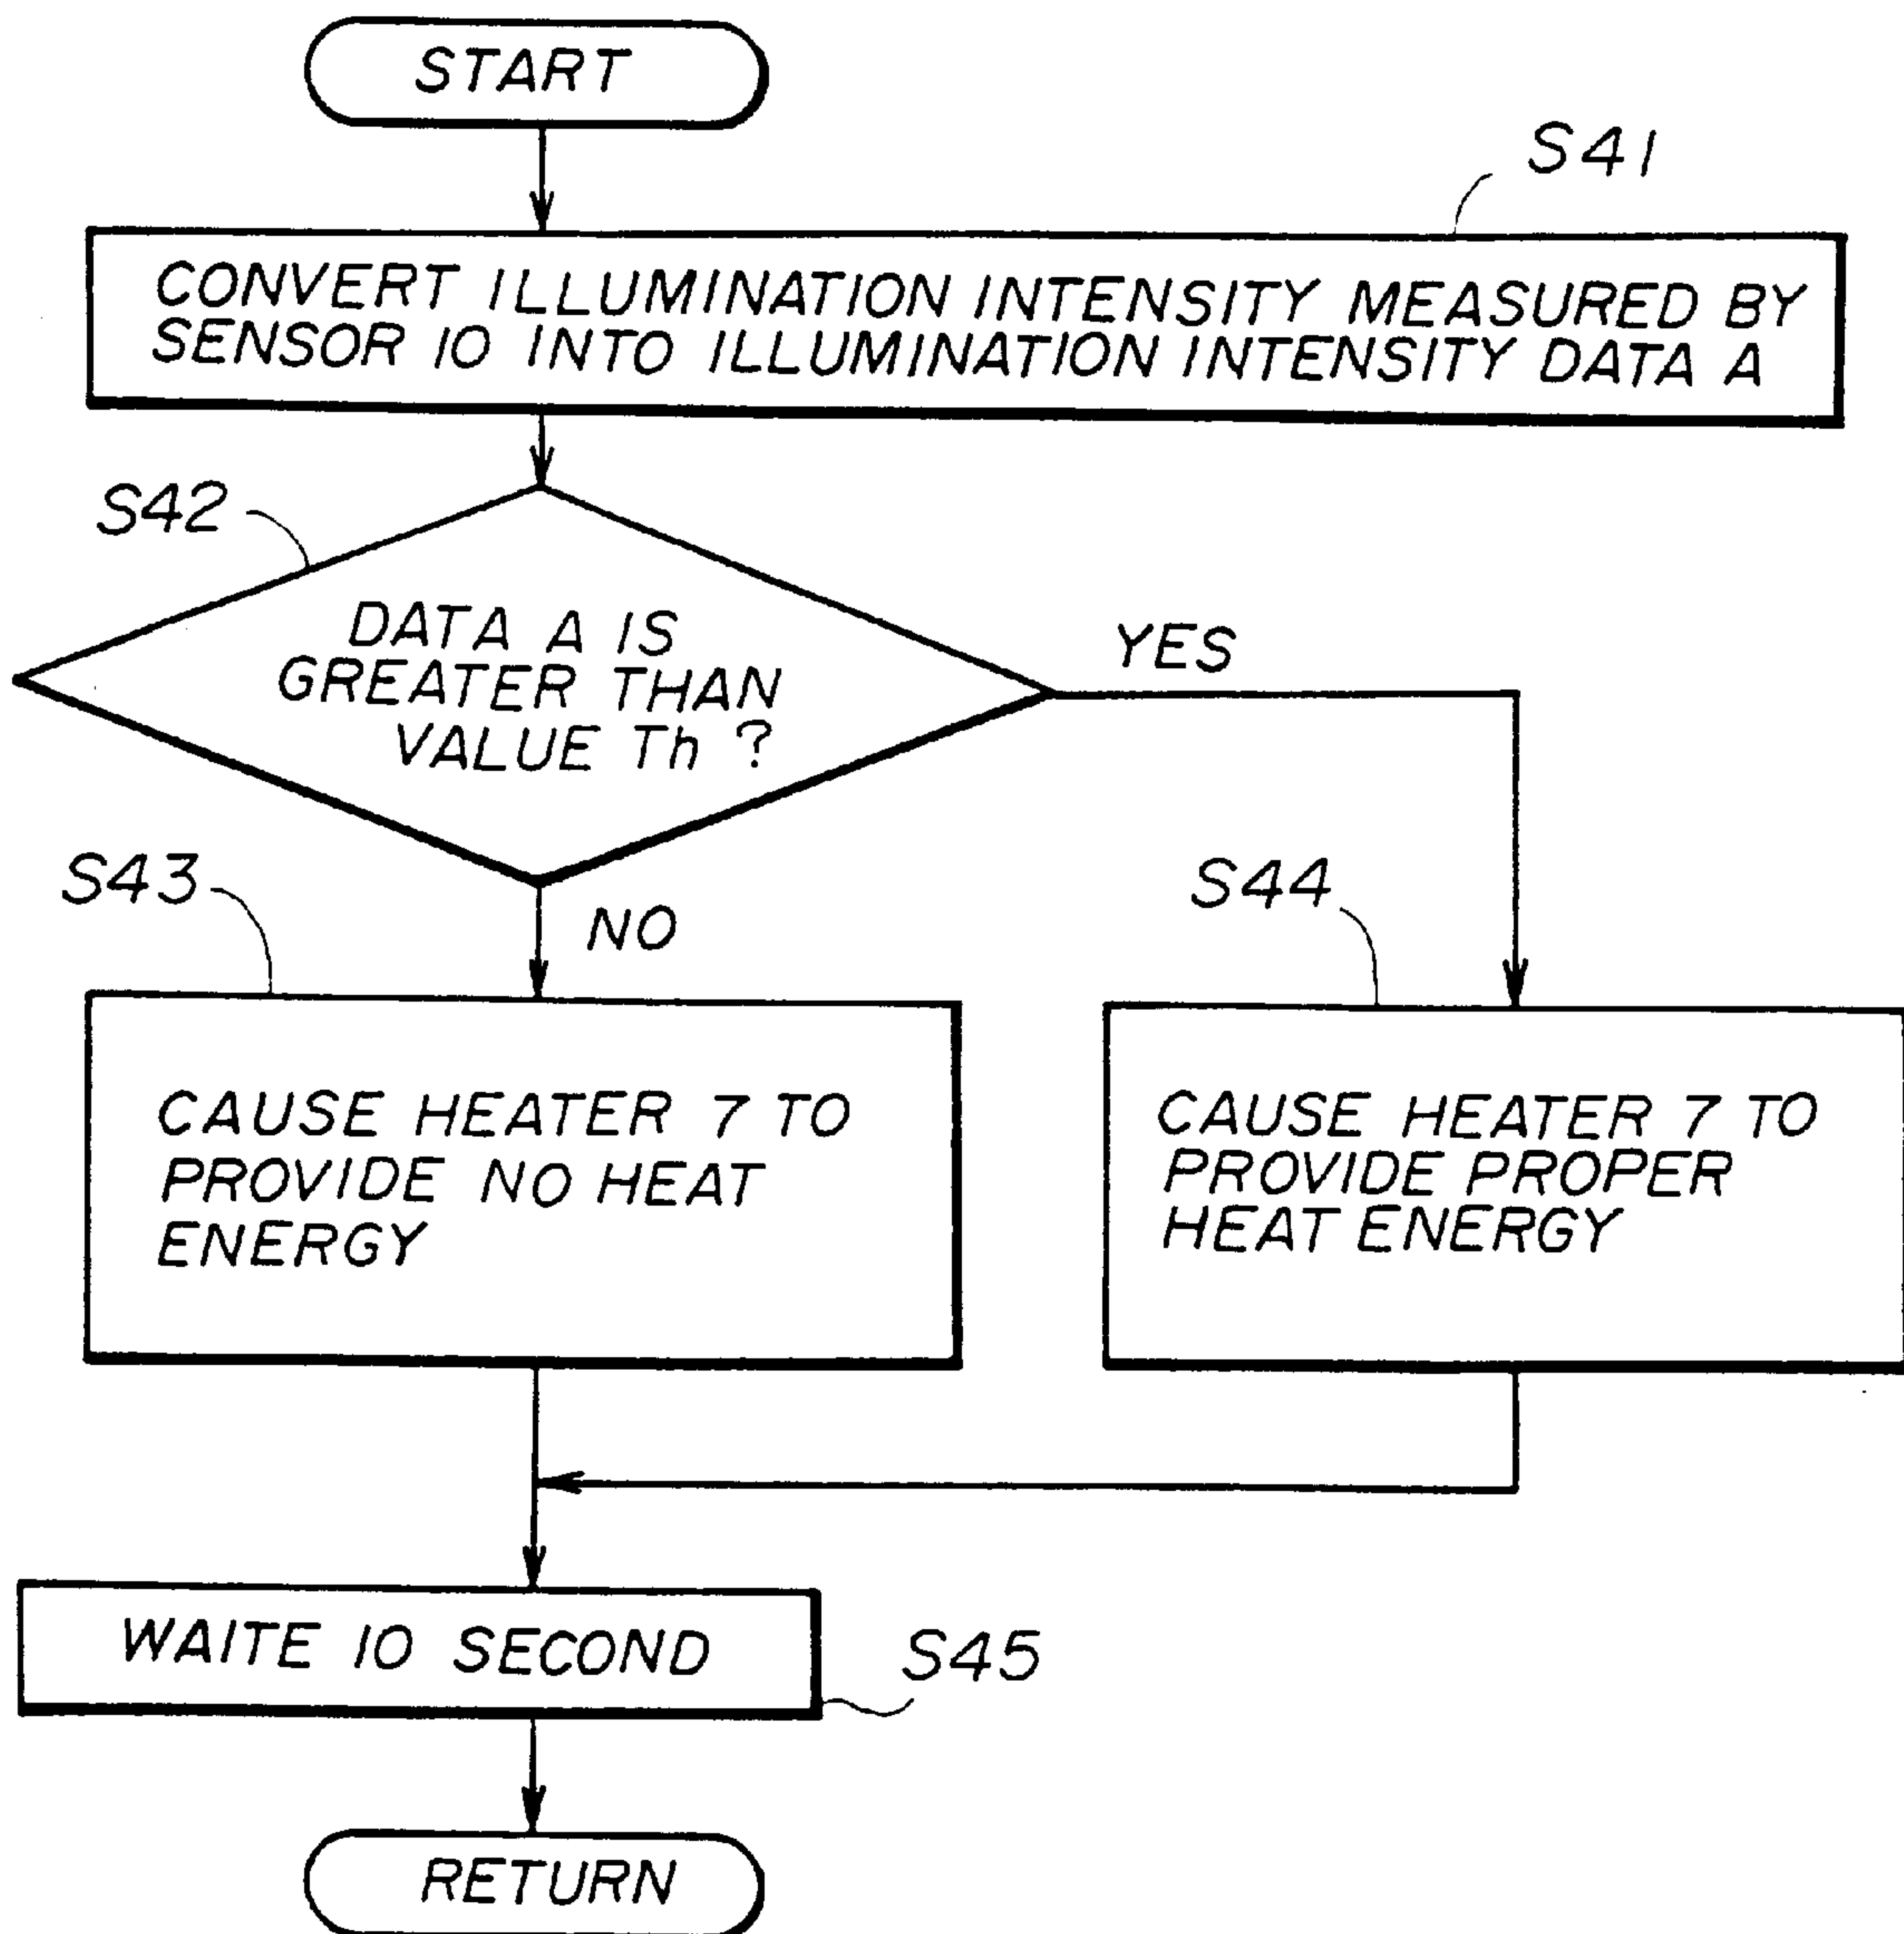 START
S41
CONVERT ILLUMINATION INTENSITY MEASURED BY
SENSOR 10 INTO ILLUMINATION INTENSITY DATA A
S42
DATA A IS
GREATER THAN
VALUE Th ?
YES
S43
NO
S44
CAUSE HEATER 7 TO
PROVIDE NO HEAT
ENERGY
CAUSE HEATER 7 TO
PROVIDE PROPER
HEAT ENERGY
WAITE 10 SECOND
S45
RETURN